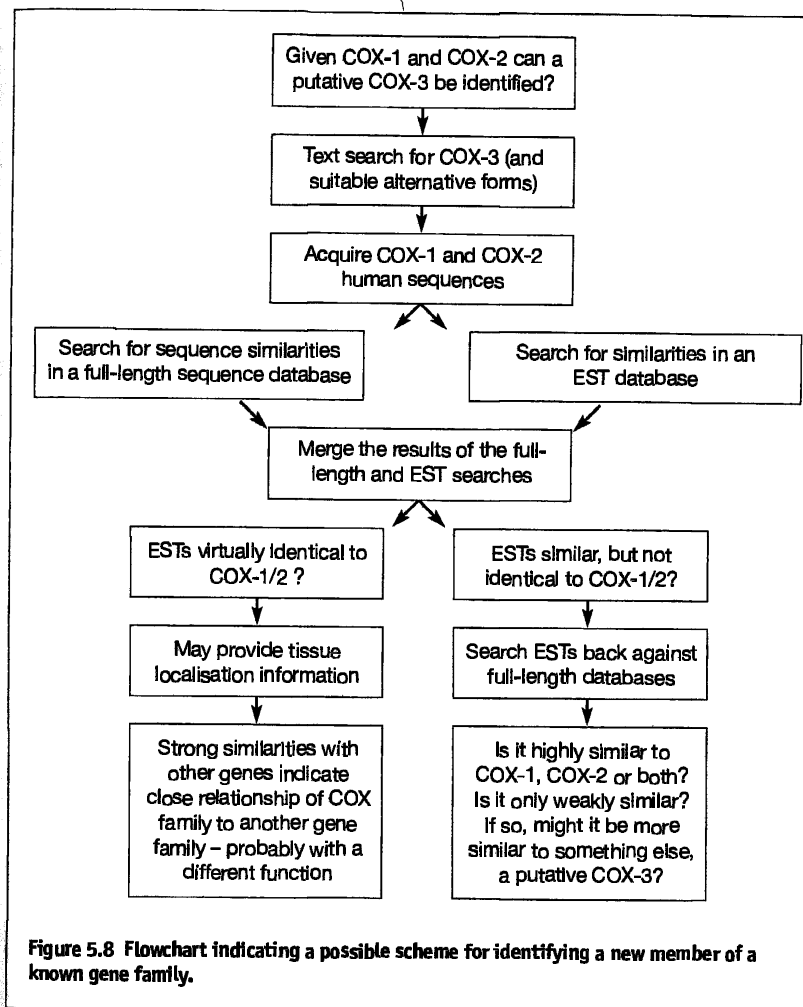 Given COX-1 and COX-2 can a
putative COX-3 be identified?
Text search for COX-3 (and
suitable alternative forms)
Acquire COX-1 and COX-2
human sequences
Search for sequence similarities
in a full-length sequence database
Search for similarities in an
EST database
Merge the results of the full-
length and EST searches
ESTs virtually identical to
COX-1/2 ?
May provide tissue
localisation information
Strong similarities with
other genes indicate
close relationship of COX
family to another gene
family – probably with a
different function
ESTs similar, but not
identical to COX-1/2?
Search ESTs back against
full-length databases
Is it highly similar to
COX-1, COX-2 or both?
Is it only weakly similar?
If so, might it be more
similar to something else,
a putative COX-3?
Figure 5.8 Flowchart indicating a possible scheme for identifying a new member of a
known gene family.